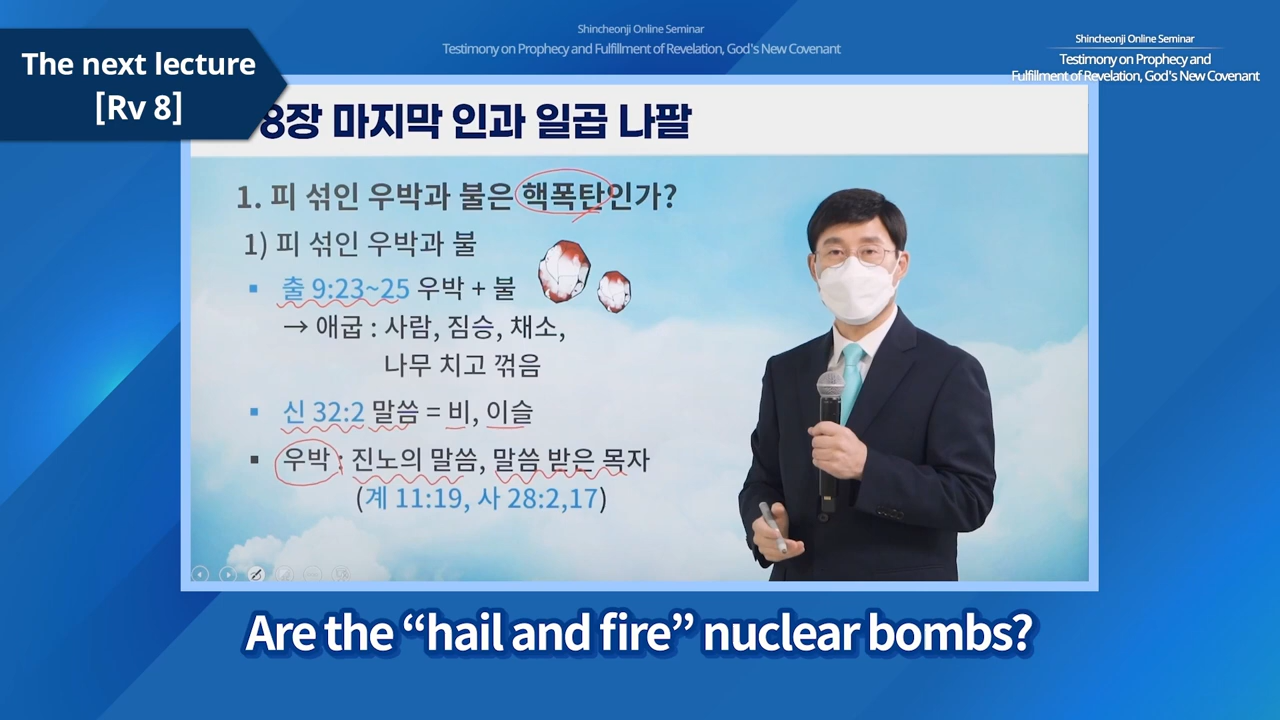 The next lecture
[Rv 8]
Shincheonji Online Seminar
Testimony on Prophecy and Fulfillment of Revelation, God's New Covenant
Shincheonji Online Seminar
Testimony on Prophecy and
Fulfillment of Revelation, God's New Covenant
8장 마지막 인과 일곱 나팔
1. 피 섞인 우박과 불은 핵폭탄인가?
1) 피 섞인 우박과 불
▪ 출 9:23~25 우박 + 불
→ 애굽 : 사람, 짐승, 채소,
나무 치고 꺾음
▪ 신 32:2 말씀 = 비, 이슬
▪ 우박 : 진노의 말씀, 말씀 받은 목자
(계 11:19, 사 28:2,17)
Are the “hail and fire” nuclear bombs?